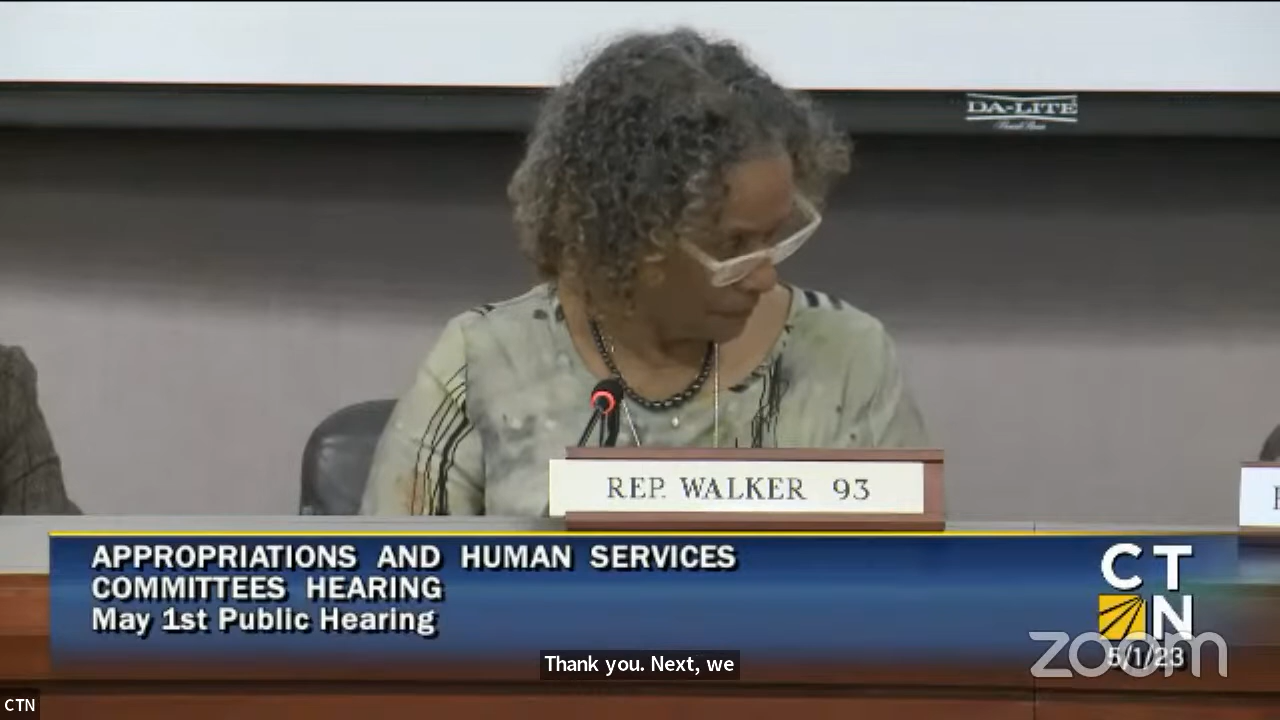 DA-LITE
REP. WALKER 93
APPROPRIATIONS AND HUMAN SERVICES
COMMITTEES HEARING
May 1st Public Hearing
CT
N
zoom
5/1/23
Thank you. Next, we
CTN